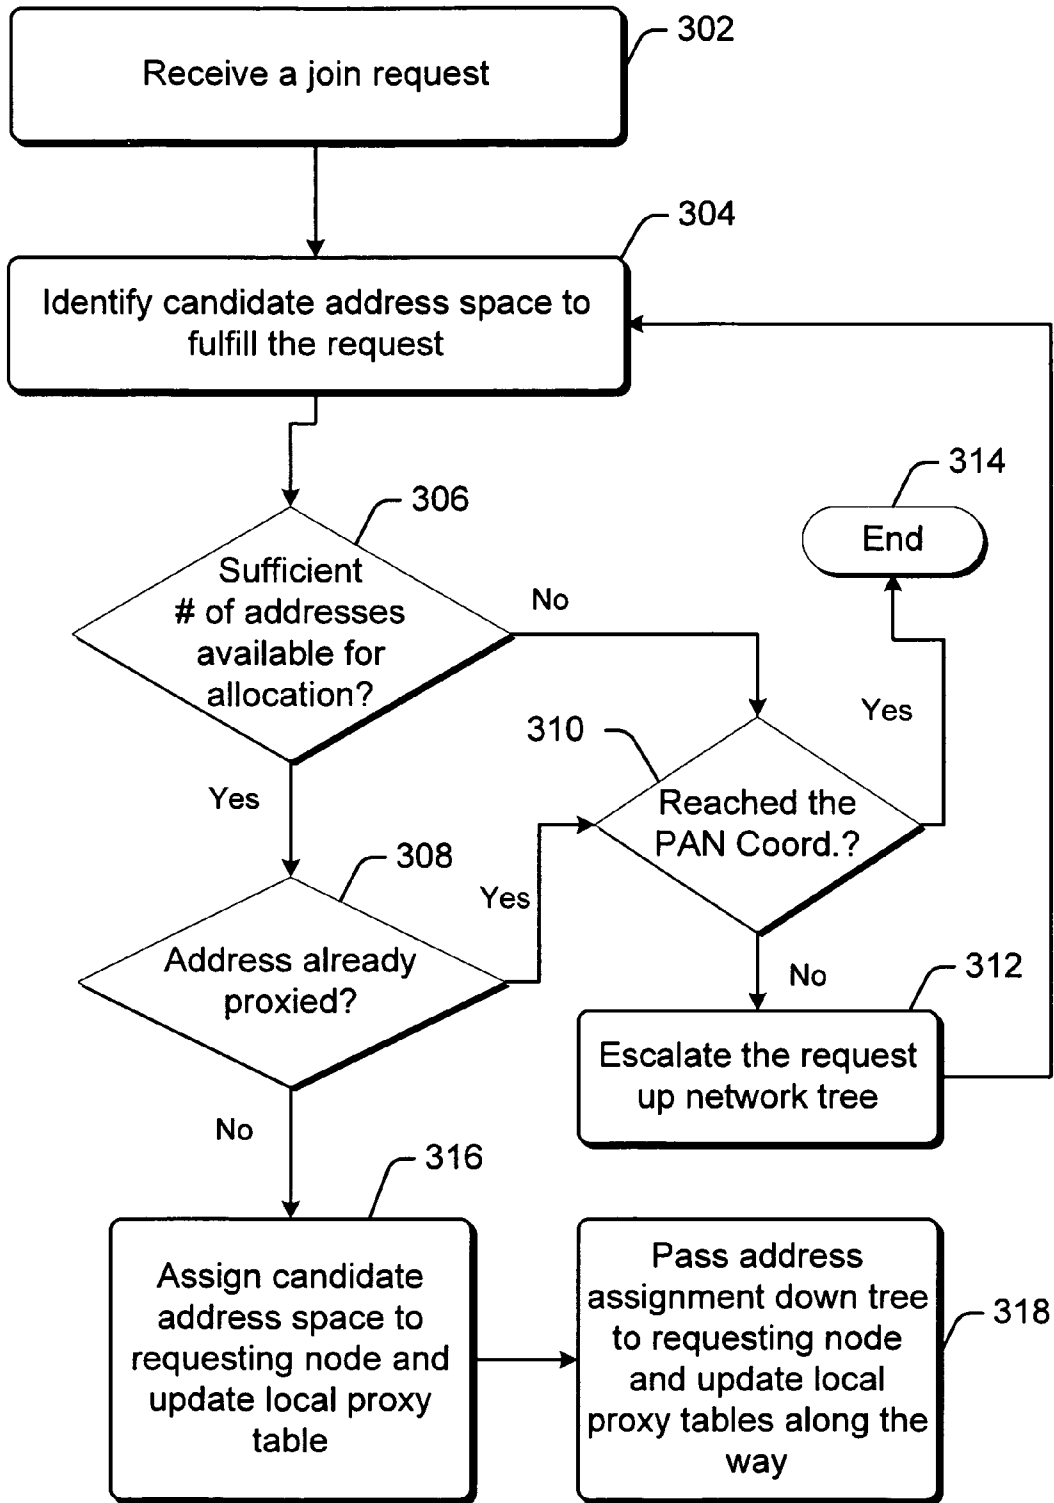 302
Receive a join request
304
Identify candidate address space to
fulfill the request
306
314
End
Sufficient
# of addresses
available for
allocation?
No
Yes
310
Reached the
PAN Coord.?
Yes
308
Yes
Address already
proxied?
No
312
Escalate the request
up network tree
No
316
Assign candidate
address space to
requesting node and
update local proxy
table
Pass address
assignment down tree
to requesting node
and update local
proxy tables along the
way
318